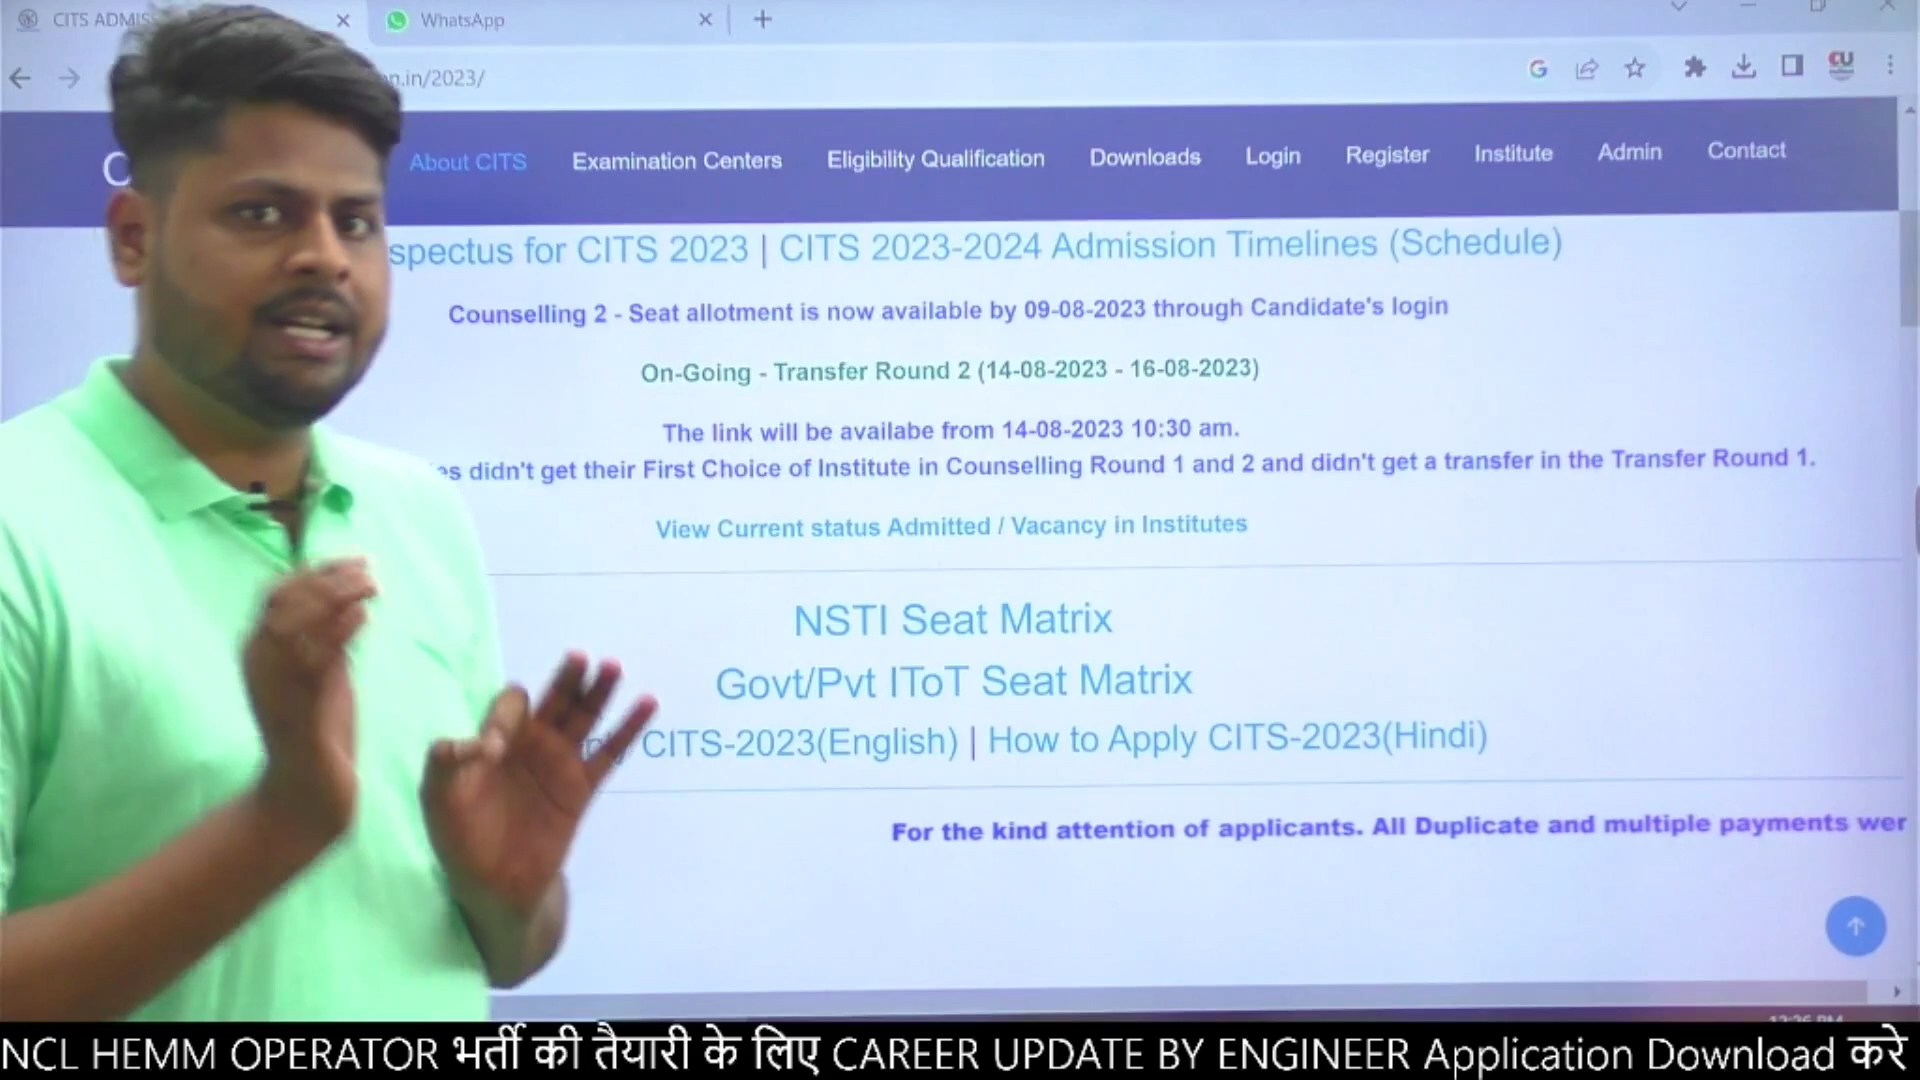 CITS ADMIS
WhatsApp
n.in/2023/
CU
C
About CITS
Examination Centers
Eligibility Qualification
Downloads
Login
Register
Institute
Admin
Contact
spectus for CITS 2023 | CITS 2023-2024 Admission Timelines (Schedule)
Counselling 2 - Seat allotment is now available by 09-08-2023 through Candidate's login
On-Going - Transfer Round 2 (14-08-2023 - 16-08-2023)
The link will be availabe from 14-08-2023 10:30 am.
es didn't get their First Choice of Institute in Counselling Round 1 and 2 and didn't get a transfer in the Transfer Round 1.
View Current status Admitted / Vacancy in Institutes
NSTI Seat Matrix
Govt/Pvt IToT Seat Matrix
CITS-2023(English) | How to Apply CITS-2023(Hindi)
For the kind attention of applicants. All Duplicate and multiple payments wer
NCL HEMM OPERATOR भर्ती की तैयारी के लिए CAREER UPDATE BY ENGINEER Application Download करे